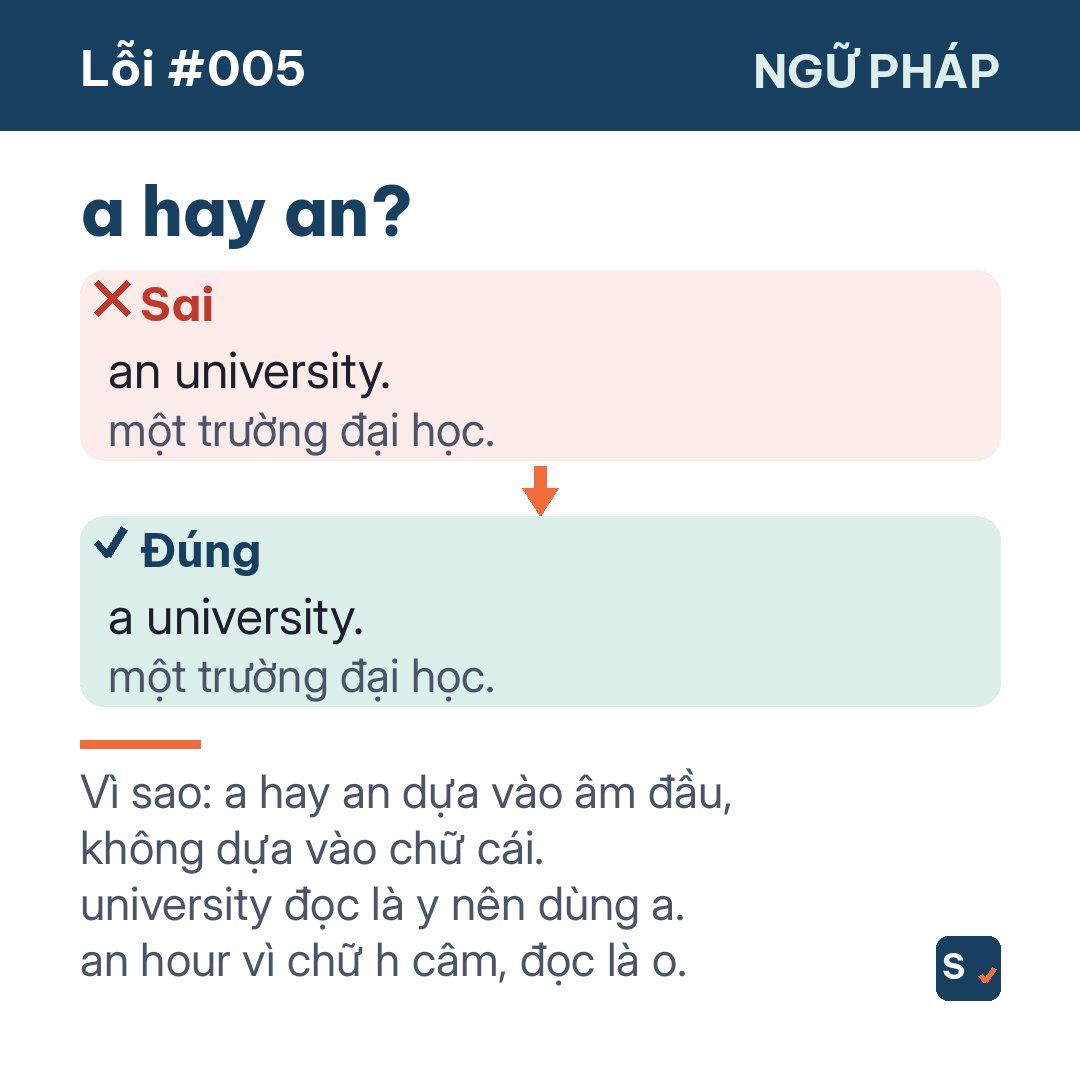 Lỗi #005
NGỮ PHÁP
a hay an?
Sai
an university.
một trường đại học.
Đúng
a university.
một trường đại học.
Vì sao: a hay an dựa vào âm đầu,
không dựa vào chữ cái.
university đọc là y nên dùng a.
an hour vì chữ h câm, đọc là o.
S